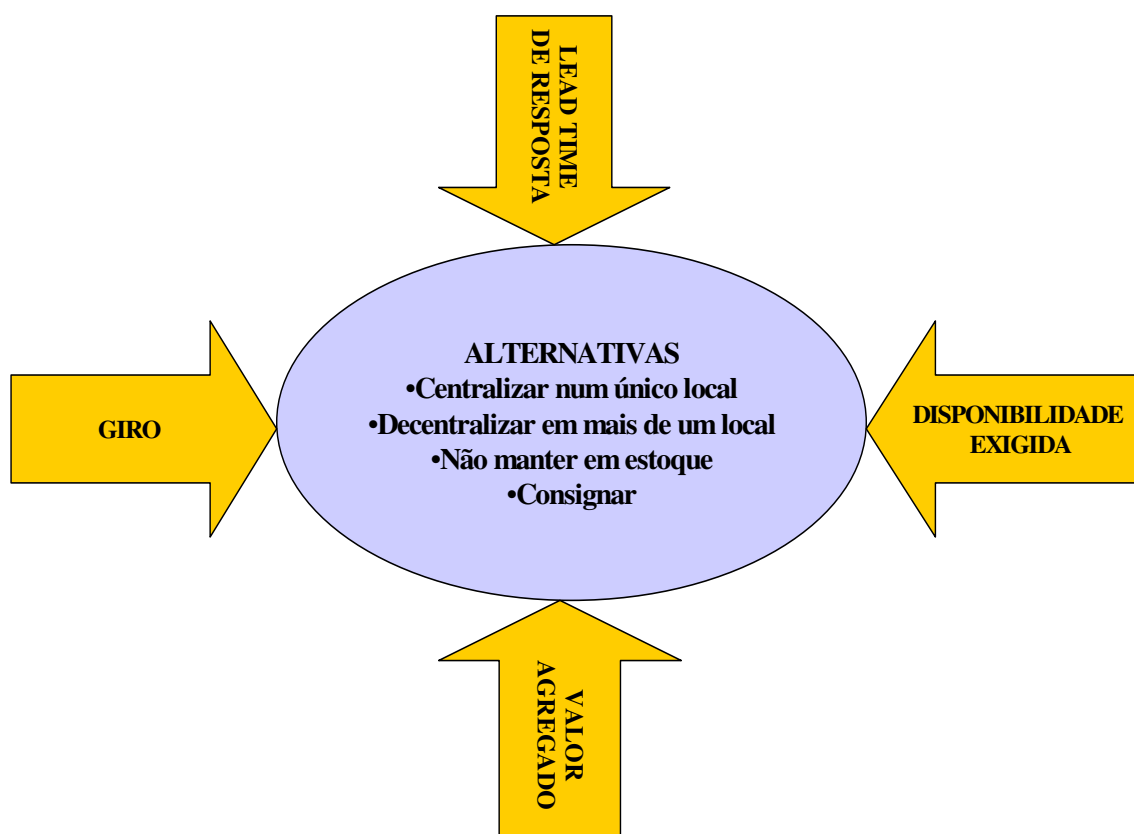 LEAD TIME
DE RESPOSTA
ALTERNATIVAS
•Centralizar num único local
•Decentralizar em mais de um local
•Não manter em estoque
•Consignar
GIRO
DISPONIBILIDADE
EXIGIDA
VALOR
AGREGADO